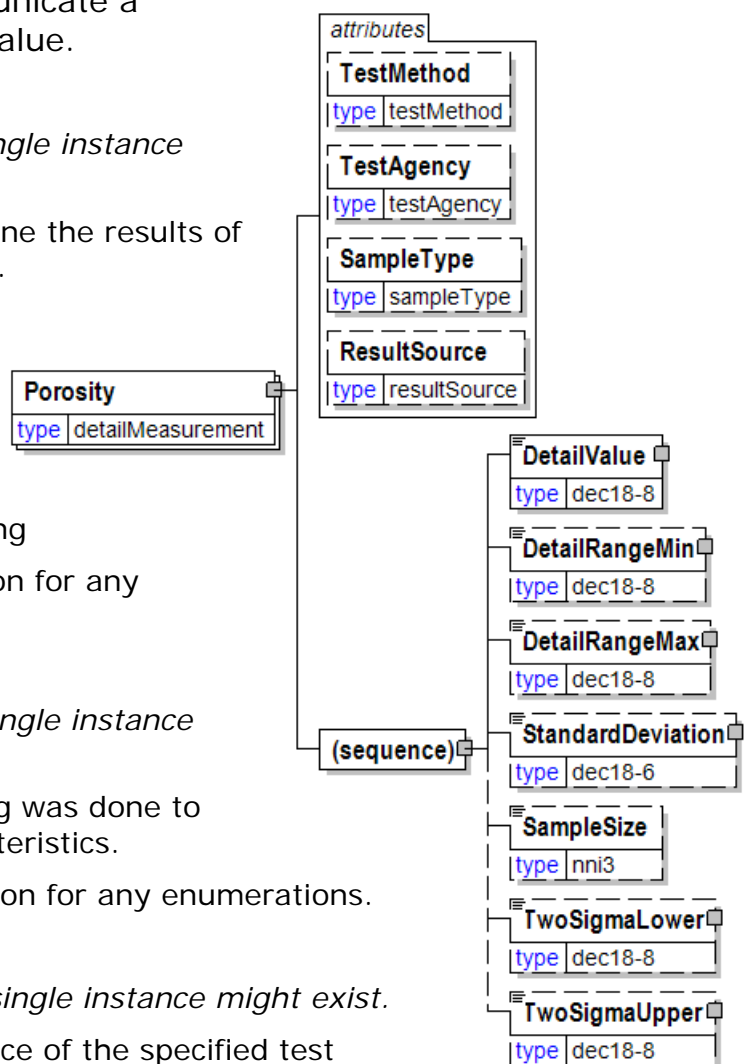 unicate a
alue.
ngle instance
ne the results of
.
ng
on for any
ngle instance
g was done to
teristics.
on for any enumerations.
single instance might exist.
ce of the specified test
attributes
TestMethod
type testMethod
TestAgency
type testAgency
SampleType
type sampleType
ResultSource
type resultSource
Porosity
type detailMeasurement
(sequence)
DetailValue
type dec18-8
DetailRangeMin
type dec18-8
DetailRangeMax
type dec18-8
StandardDeviation
type dec18-6
SampleSize
type nni3
TwoSigmaLower
type dec18-8
TwoSigmaUpper
type dec18-8